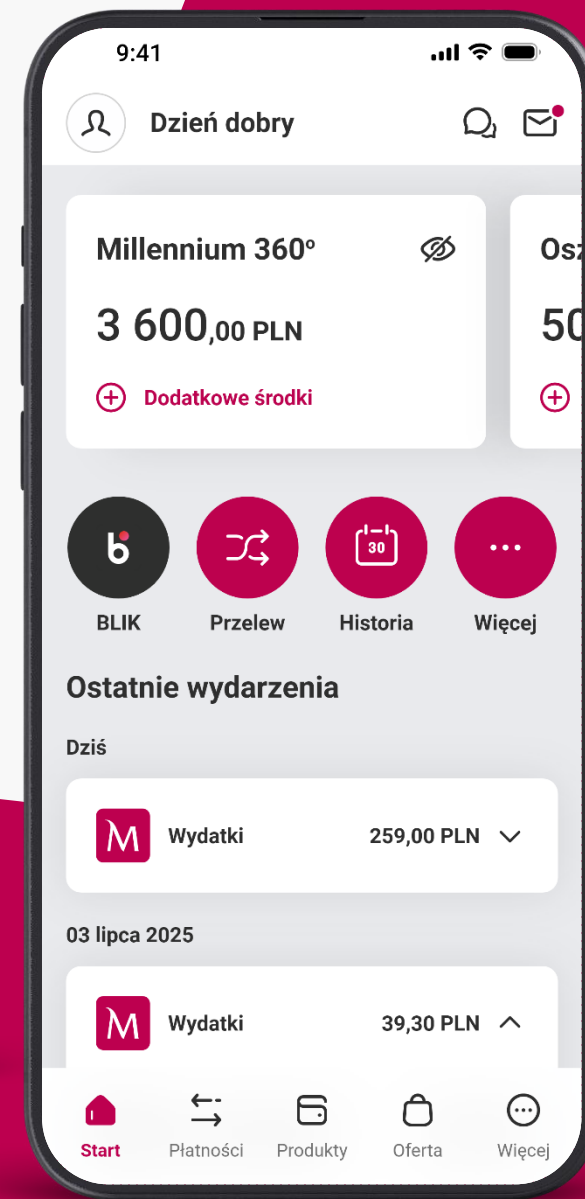 9:41
Dzień dobry
Millennium 360°
3 600,00 PLN
Dodatkowe środki
50
BLIK
Przelew
30
Historia
Więcej
Ostatnie wydarzenia
Dziś
M Wydatki 259,00 PLN
03 lipca 2025
M Wydatki 39,30 PLN
Start
Płatności
Produkty
Oferta
Więcej